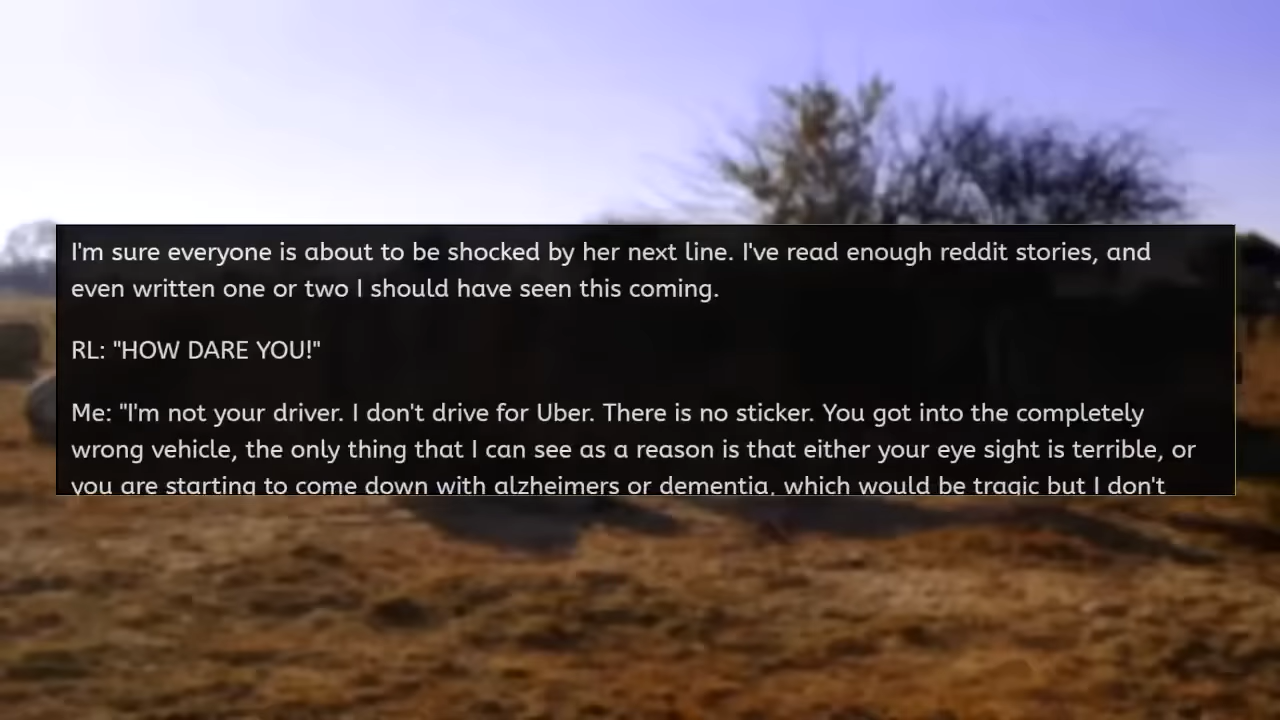 I'm sure everyone is about to be shocked by her next line. I've read enough reddit stories, and
even written one or two I should have seen this coming.
RL: "HOW DARE YOU!"
Me: "I'm not your driver. I don't drive for Uber. There is no sticker. You got into the completely
wrong vehicle, the only thing that I can see as a reason is that either your eye sight is terrible, or
you are starting to come down with alzheimers or dementia, which would be tragic but I don't